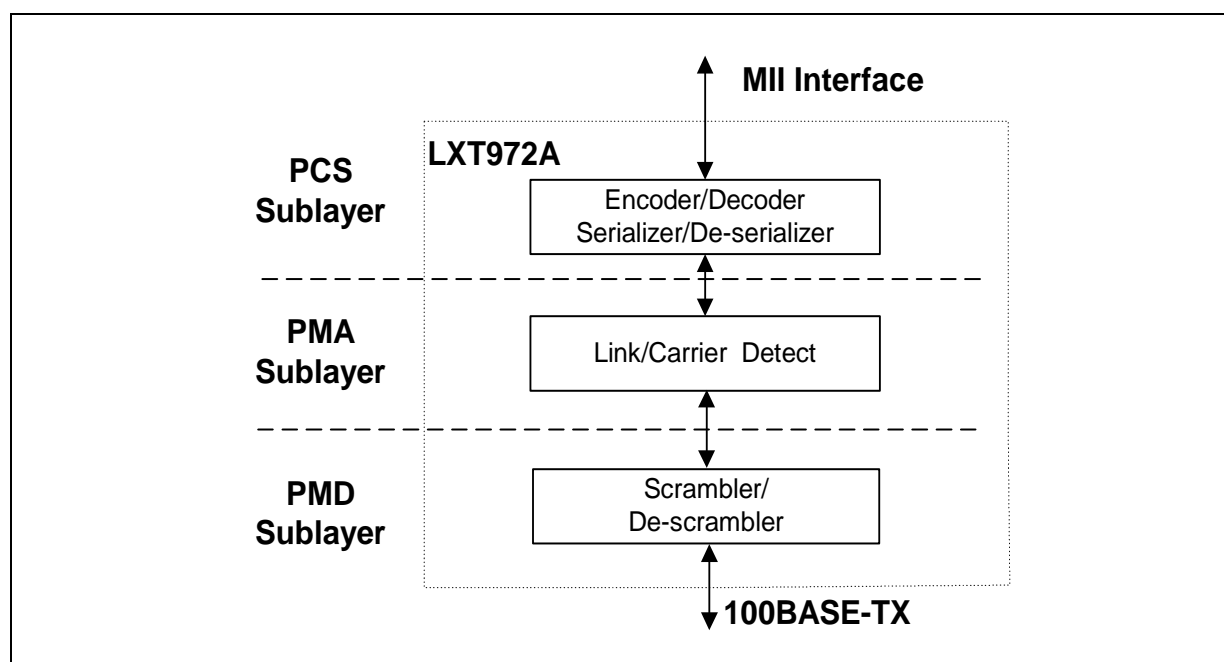 MII Interface
LXT972A
PCS
Sublayer
Encoder/Decoder
Serializer/De-serializer
PMA
Sublayer
Link/Carrier Detect
PMD
Sublayer
Scrambler/
De-scrambler
100BASE-TX